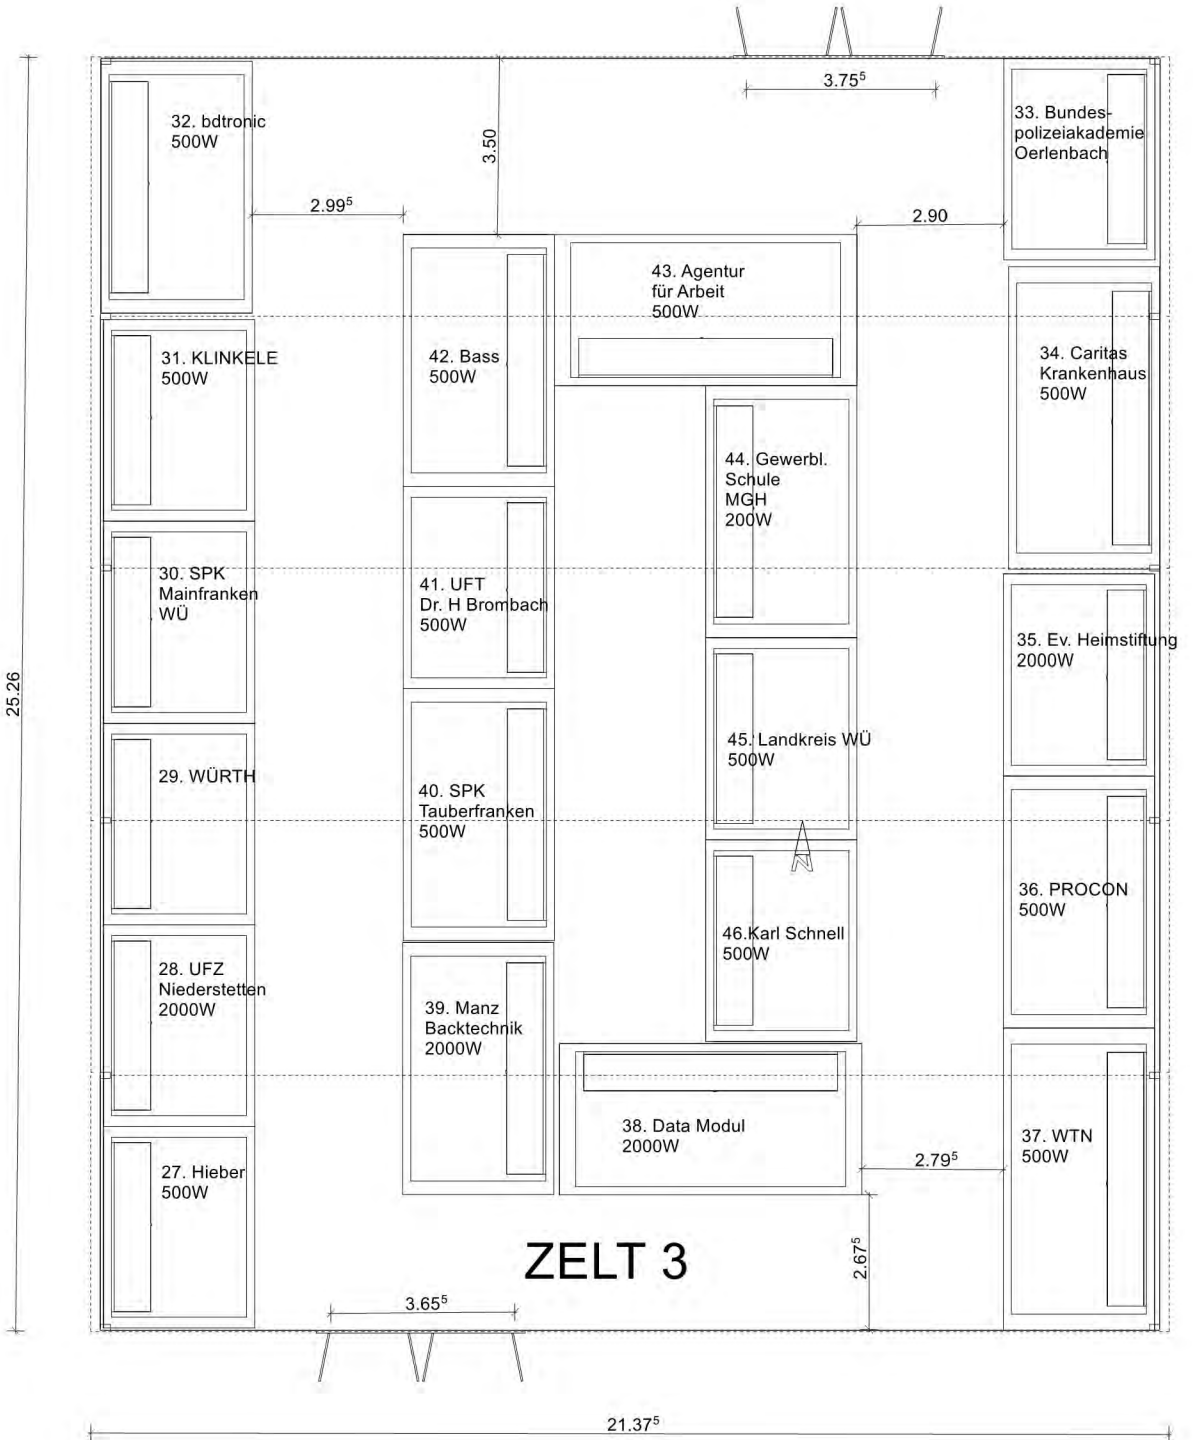 3.75⁵
32. bdtronic
500W
3.50
33. Bundes-
polizeiakademie
Oerlenbach
2.99⁵
2.90
43. Agentur
für Arbeit
500W
31. KLINKELE
500W
42. Bass
500W
34. Caritas
Krankenhaus
500W
44. Gewerbl.
Schule
MGH
200W
30. SPK
Mainfranken
WÜ
41. UFT
Dr. H Brombach
500W
35. Ev. Heimstiftung
2000W
25.26
45. Landkreis WÜ
500W
29. WÜRTH
40. SPK
Tauberfranken
500W
N
36. PROCON
500W
46.Karl Schnell
500W
28. UFZ
Niederstetten
2000W
39. Manz
Backtechnik
2000W
38. Data Modul
2000W
37. WTN
500W
27. Hieber
500W
2.79⁵
ZELT 3
2.67⁵
3.65⁵
21.37⁵